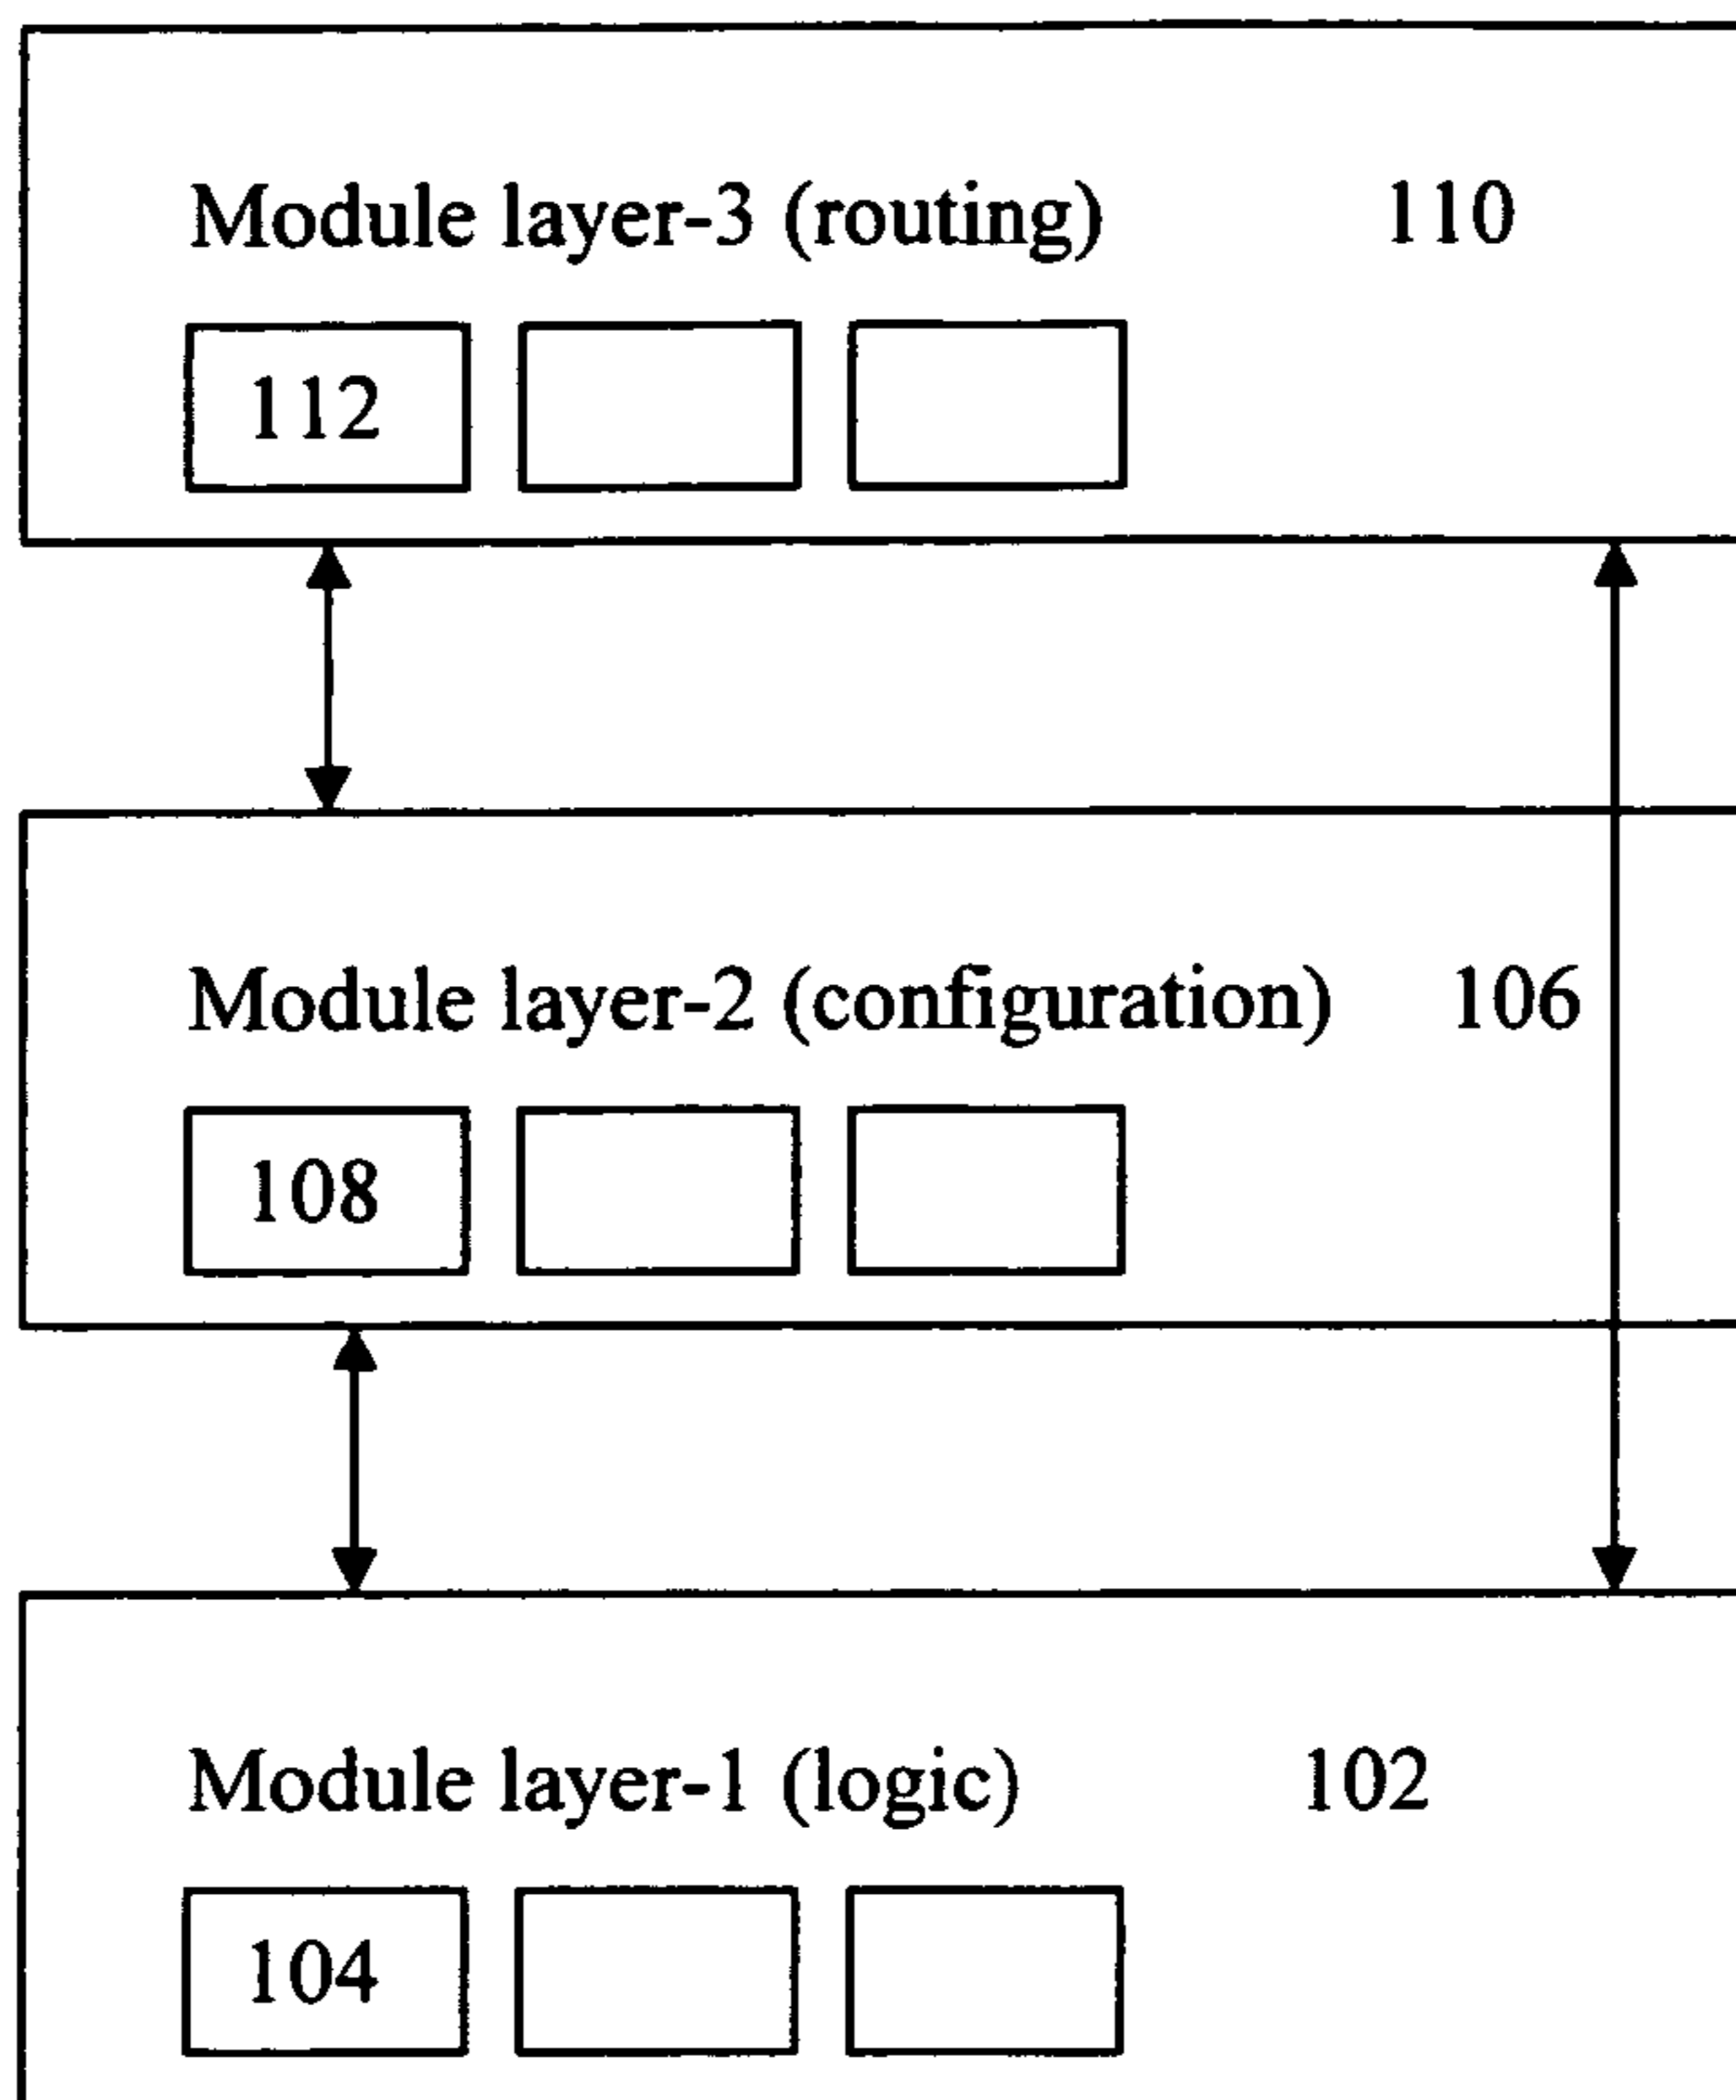 Module layer-3 (routing) 110
112
Module layer-2 (configuration) 106
108
Module layer-1 (logic) 102
104